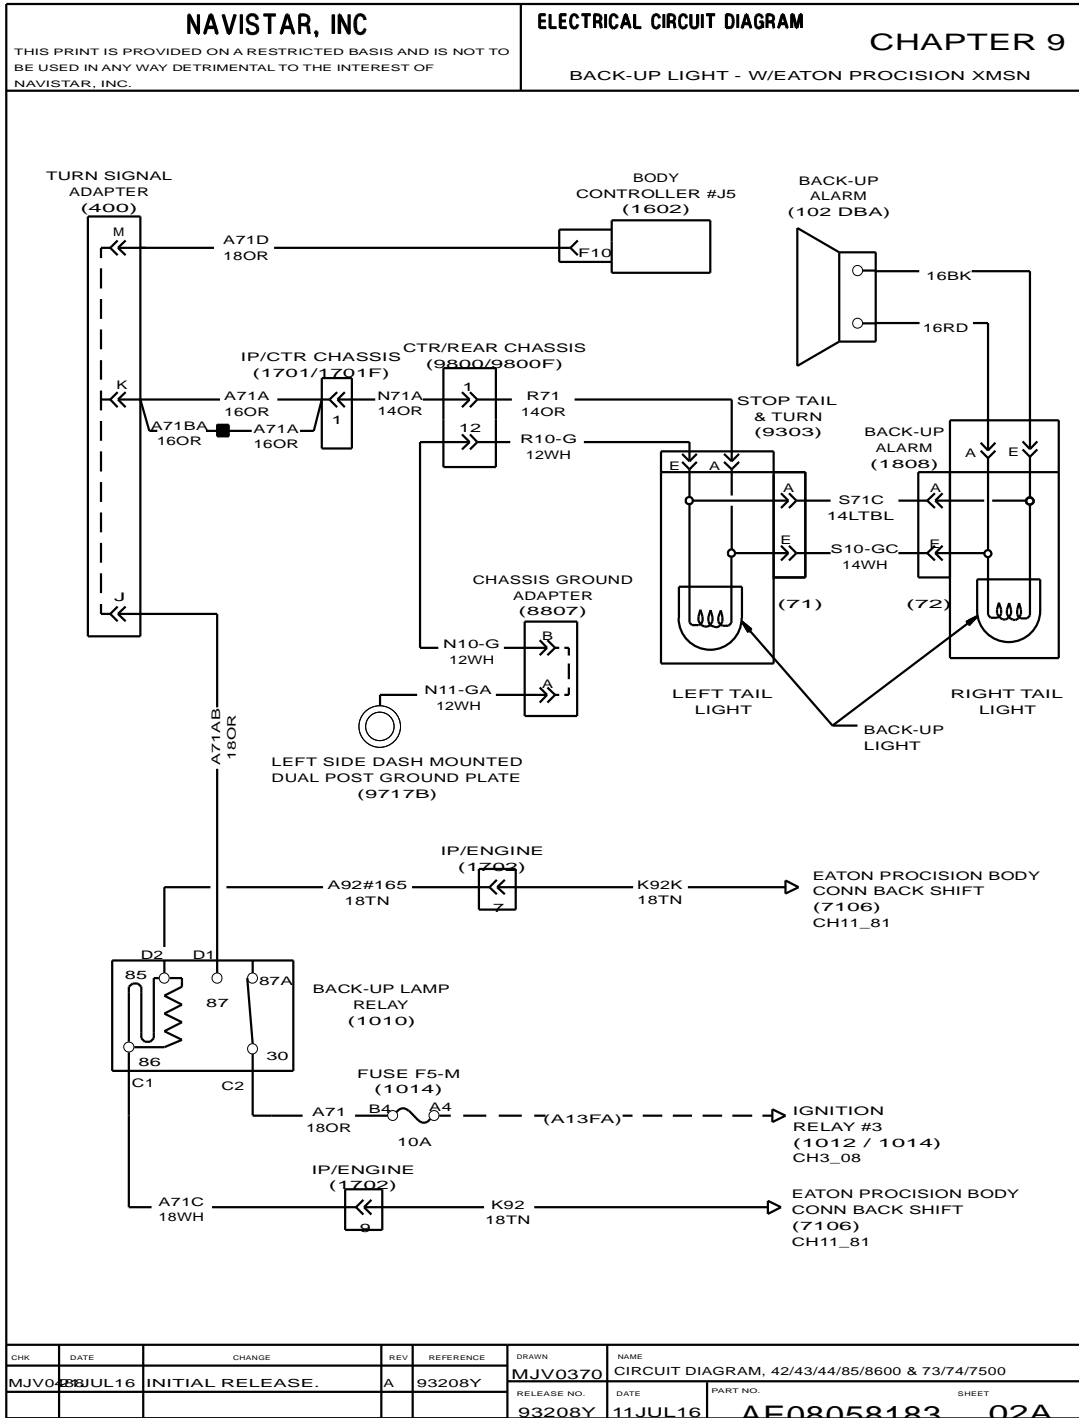 NAVISTAR, INC
THIS PRINT IS PROVIDED ON A RESTRICTED BASIS AND IS NOT TO
BE USED IN ANY WAY DETRIMENTAL TO THE INTEREST OF
NAVISTAR, INC.
ELECTRICAL CIRCUIT DIAGRAM
CHAPTER 9
BACK-UP LIGHT - W/EATON PROCISION XMSN
TURN SIGNAL
ADAPTER
(400)
M
A71D
18OR
BODY
CONTROLLER #J5
(1602)
F10
BACK-UP
ALARM
(102 DBA)
16BK
16RD
IP/CTR CHASSIS
(1701/1701F)
CTR/REAR CHASSIS
(9800/9800F)
K
A71A
16OR
A71BA
16OR
A71A
16OR
1
N71A
14OR
1
R71
14OR
12
R10-G
12WH
STOP TAIL
& TURN
(9303)
BACK-UP
ALARM
(1808)
E
A
A
E
A
S71C
14LTBL
A
E
S10-GC
14WH
E
(71)
(72)
J
CHASSIS GROUND
ADAPTER
(8807)
N10-G
12WH
B
N11-GA
12WH
A
LEFT TAIL
LIGHT
RIGHT TAIL
LIGHT
BACK-UP
LIGHT
A71AB
18OR
LEFT SIDE DASH MOUNTED
DUAL POST GROUND PLATE
(9717B)
IP/ENGINE
(1702)
A92#165
18TN
7
K92K
18TN
EATON PROCISION BODY
CONN BACK SHIFT
(7106)
CH11_81
D2
D1
85
87
87A
86
30
BACK-UP LAMP
RELAY
(1010)
C1
C2
FUSE F5-M
(1014)
A71
18OR
B4
A4
10A
(A13FA)
IGNITION
RELAY #3
(1012 / 1014)
CH3_08
IP/ENGINE
(1702)
A71C
18WH
9
K92
18TN
EATON PROCISION BODY
CONN BACK SHIFT
(7106)
CH11_81
CHK
DATE
CHANGE
REV
REFERENCE
21JUL16
INITIAL RELEASE.
A
93208Y
DRAWN
MJV0370
NAME
CIRCUIT DIAGRAM, 42/43/44/85/8600 & 73/74/7500
RELEASE NO.
93208Y
DATE
11JUL16
PART NO.
AE08058183
SHEET
02A